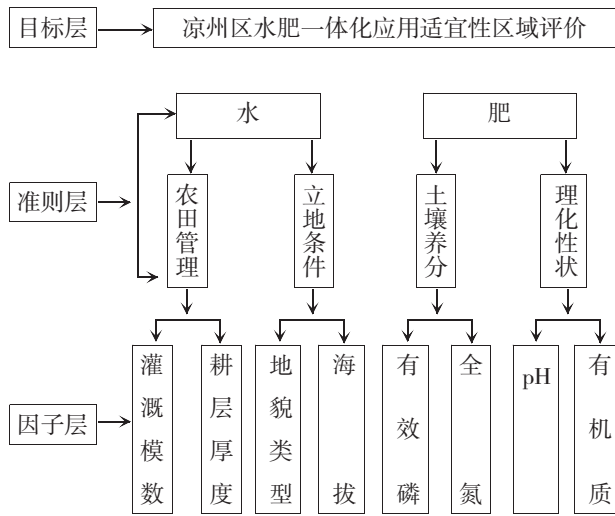 目标层
凉州区水肥一体化应用适宜性区域评价
水
肥
准则层
农田管理
立地条件
土壤养分
理化性状
因子层
灌溉模数
耕层厚度
地貌类型
海拔
有效磷
全氮
pH
有机质